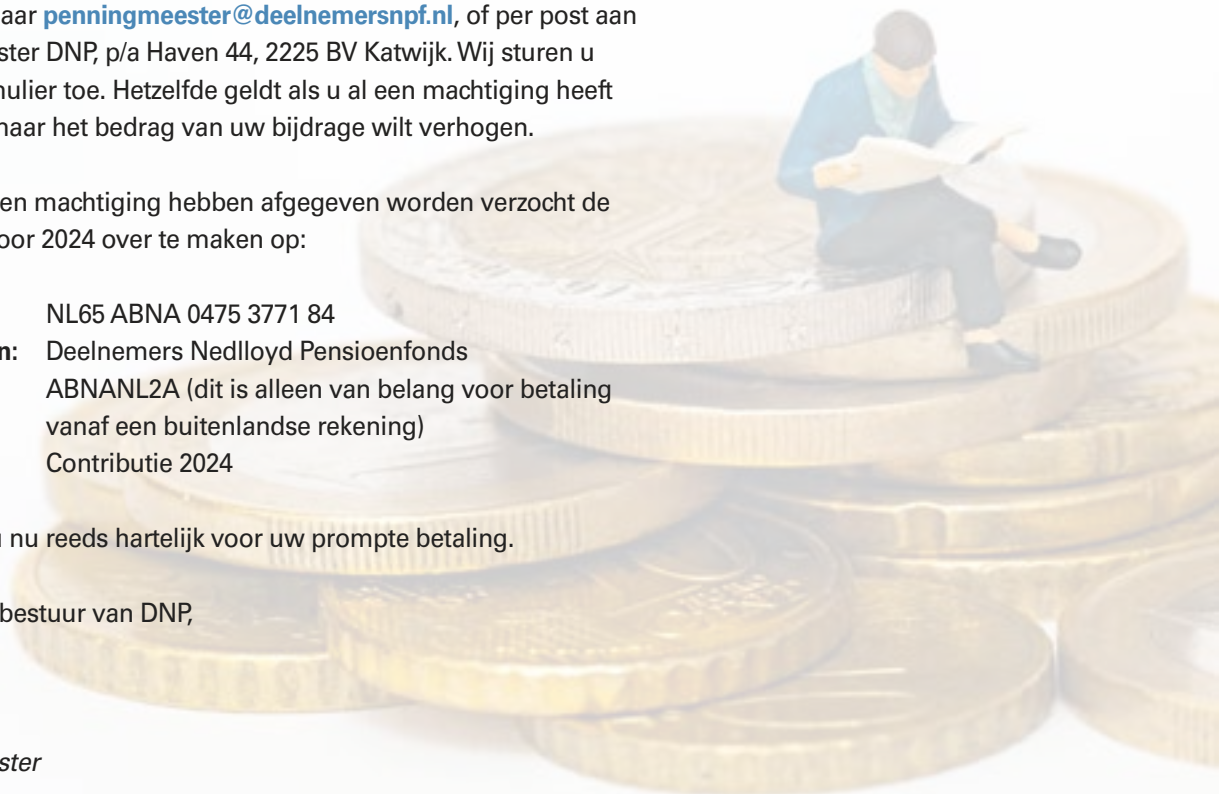 aar penningmeester@deelnemersnpf.nl, of per post aan
ster DNP, p/a Haven 44, 2225 BV Katwijk. Wij sturen u
nulier toe. Hetzelfde geldt als u al een machtiging heeft
naar het bedrag van uw bijdrage wilt verhogen.
en machtiging hebben afgegeven worden verzocht de
oor 2024 over te maken op:
NL65 ABNA 0475 3771 84
n: Deelnemers Nedlloyd Pensioenfonds
ABNANL2A (dit is alleen van belang voor betaling
vanaf een buitenlandse rekening)
Contributie 2024
u nu reeds hartelijk voor uw prompte betaling.
bestuur van DNP,
ster